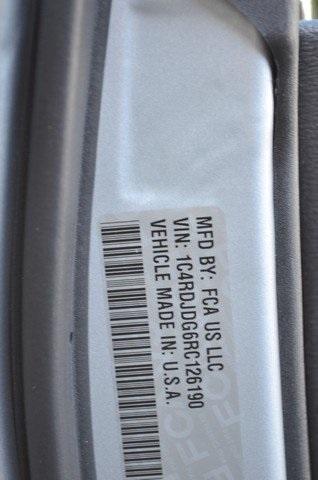 MFD BY: FCA US LLC
VIN: 1C4RDJDG6RC126190
VEHICLE MADE IN: U.S.A.